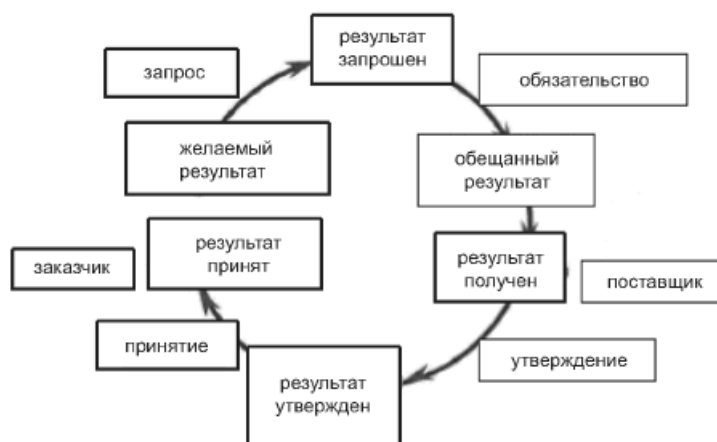 результат
запрошен
запрос
обязательство
желаемый
результат
обещанный
результат
результат
принят
заказчик
результат
получен
поставщик
принятие
утверждение
результат
утвержден